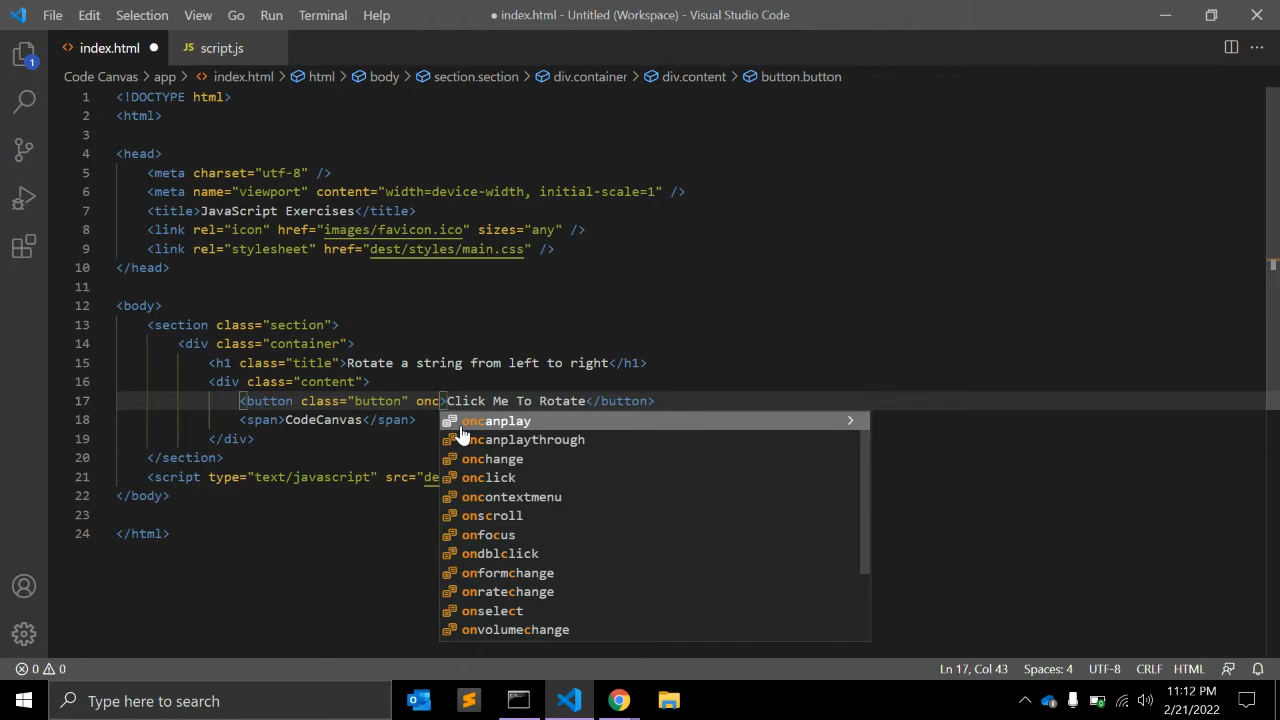 File Edit Selection View Go Run Terminal Help
● index.html - Untitled (Workspace) - Visual Studio Code
index.html ●
JS script.js
Code Canvas > app > index.html > html > body > section.section > div.container > div.content > button.button
1 <!DOCTYPE html>
2 <html>
3
4 <head>
5 <meta charset="utf-8" />
6 <meta name="viewport" content="width=device-width, initial-scale=1" />
7 <title>JavaScript Exercises</title>
8 <link rel="icon" href="images/favicon.ico" sizes="any" />
9 <link rel="stylesheet" href="dest/styles/main.css" />
10 </head>
11
12 <body>
13 <section class="section">
14 <div class="container">
15 <h1 class="title">Rotate a string from left to right</h1>
16 <div class="content">
17 <button class="button" onc>Click Me To Rotate</button>
18 <span>CodeCanvas</span>
19 </div>
20 </section>
21 <script type="text/javascript" src="de
22 </body>
23
24 </html>
oncanplay
oncanplaythrough
onchange
onclick
oncontextmenu
onscroll
onfocus
ondblclick
onformchange
onratechange
onselect
onvolumechange
1
0 0
Ln 17, Col 43 Spaces: 4 UTF-8 CRLF HTML
Type here to search
11:12 PM
2/21/2022